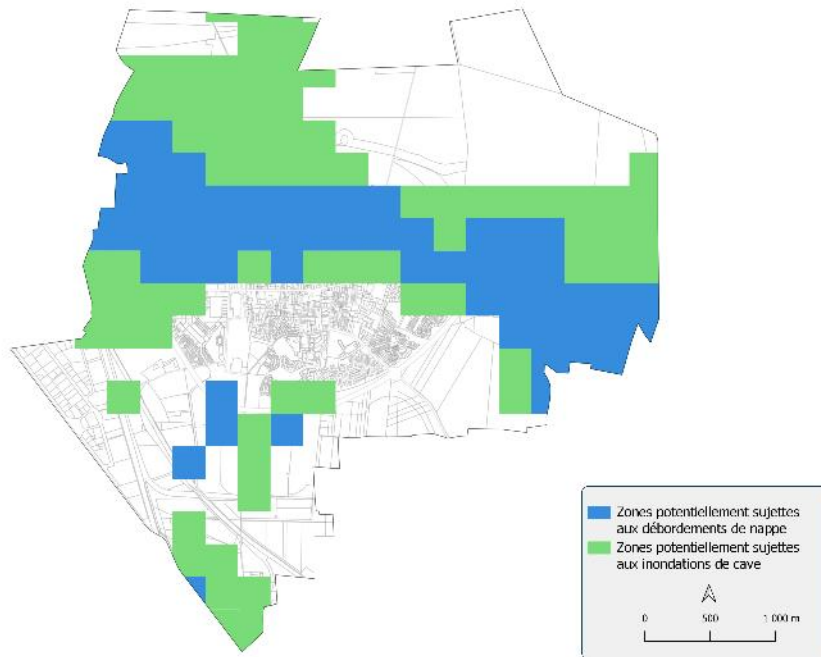 Zones potentiellement sujettes
aux débordements de nappe
Zones potentiellement sujettes
aux inondations de cave
0 500 1 000 m